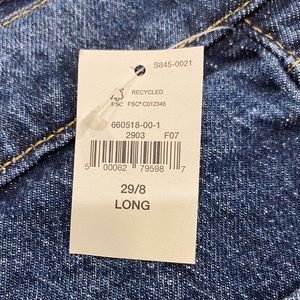 S845-0021
RECYCLED
FSC FSC® C012345
660518-00-1
2903 F07
5 00062 79598 7
29/8
LONG